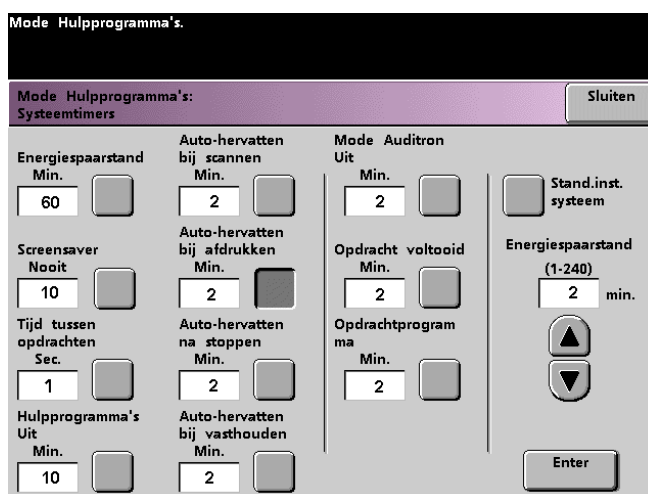 Mode Hulpprogramma's.
Mode Hulpprogramma's:
Systeemtimers
Sluiten
Energiespaarstand
Min.
60
Screensaver
Nooit
10
Tijd tussen
opdrachten
Sec.
1
Hulpprogramma's
Uit
Min.
10
Auto-hervatten
bij scannen
Min.
2
Auto-hervatten
bij afdrukken
Min.
2
Auto-hervatten
na stoppen
Min.
2
Auto-hervatten
bij vasthouden
Min.
2
Mode Auditron
Uit
Min.
2
Opdracht voltooid
Min.
2
Opdrachtprogram
ma
Min.
2
Stand.inst.
systeem
Energiespaarstand
(1-240)
2 min.
Enter